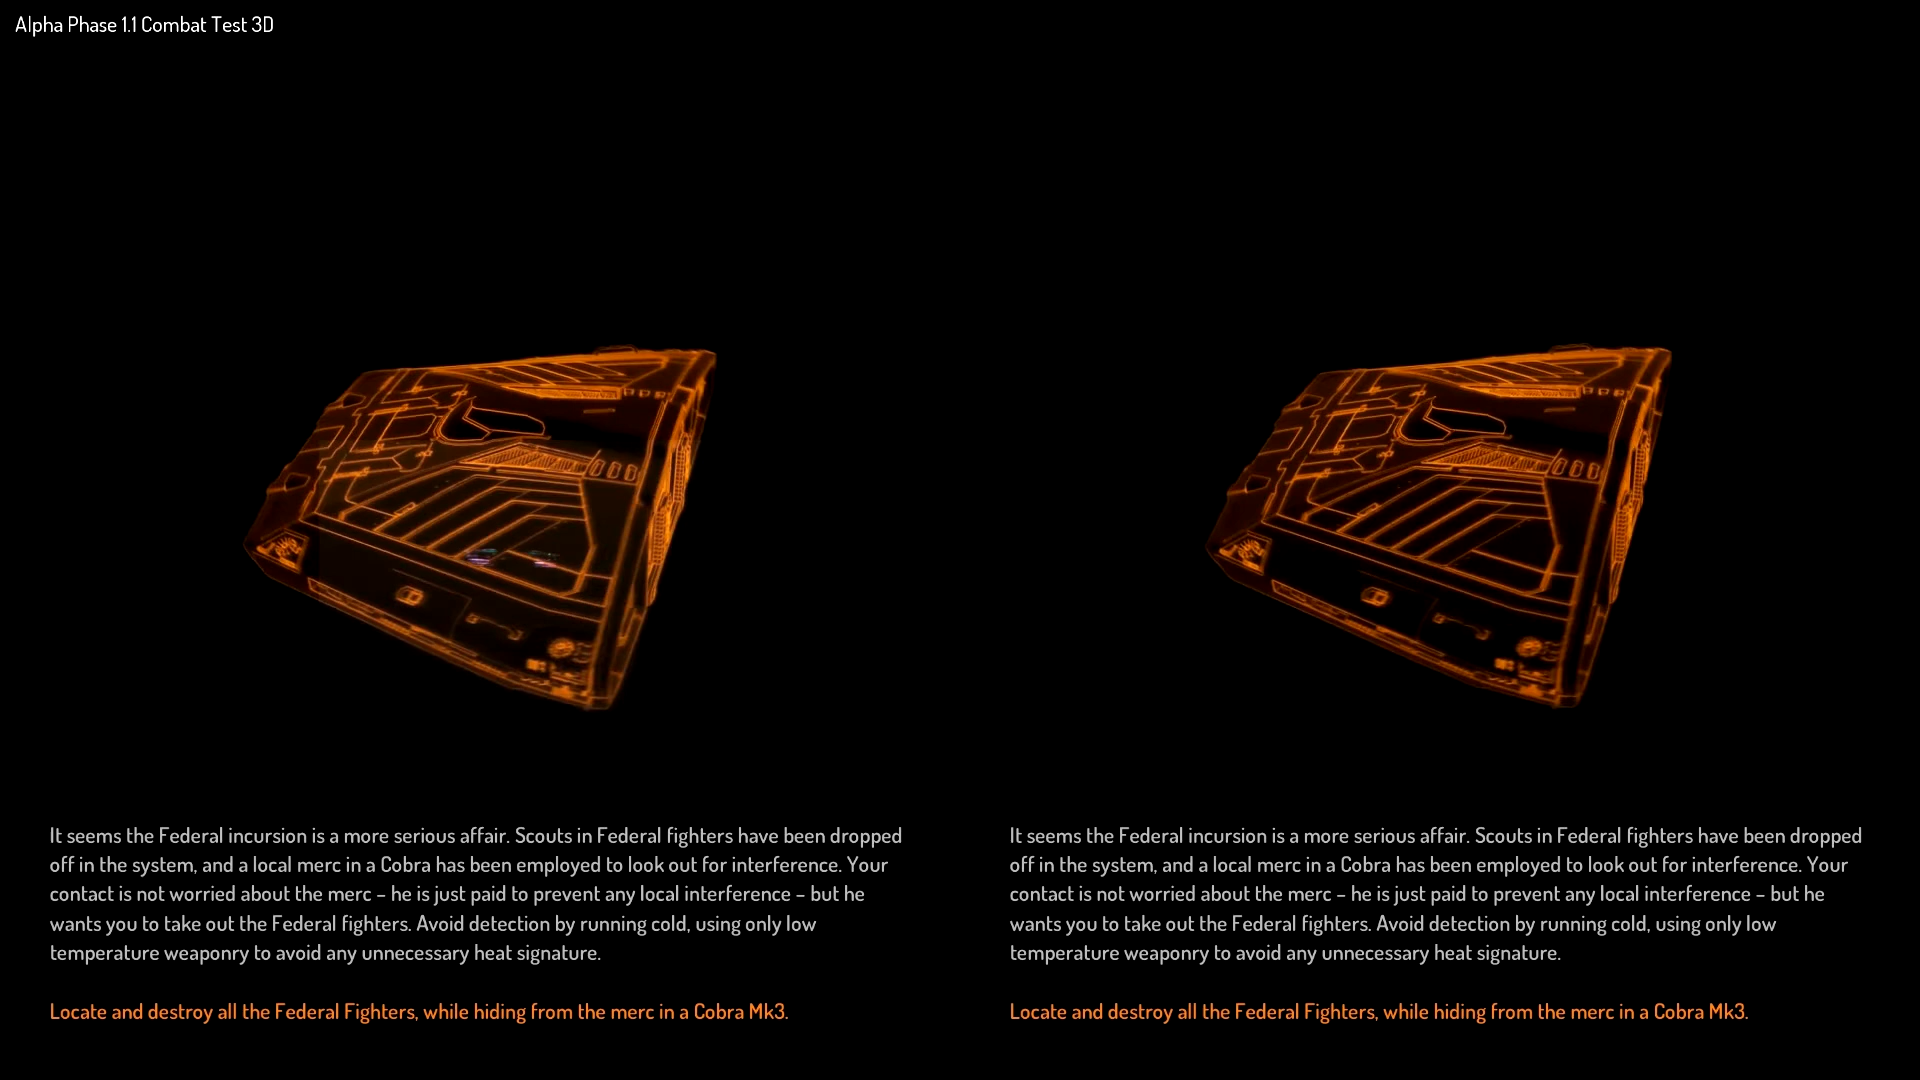 Alpha Phase 1.1 Combat Test 3D
It seems the Federal incursion is a more serious affair. Scouts in Federal fighters have been dropped
off in the system, and a local merc in a Cobra has been employed to look out for interference. Your
contact is not worried about the merc – he is just paid to prevent any local interference – but he
wants you to take out the Federal fighters. Avoid detection by running cold, using only low
temperature weaponry to avoid any unnecessary heat signature.
Locate and destroy all the Federal Fighters, while hiding from the merc in a Cobra Mk3.
It seems the Federal incursion is a more serious affair. Scouts in Federal fighters have been dropped
off in the system, and a local merc in a Cobra has been employed to look out for interference. Your
contact is not worried about the merc – he is just paid to prevent any local interference – but he
wants you to take out the Federal fighters. Avoid detection by running cold, using only low
temperature weaponry to avoid any unnecessary heat signature.
Locate and destroy all the Federal Fighters, while hiding from the merc in a Cobra Mk3.